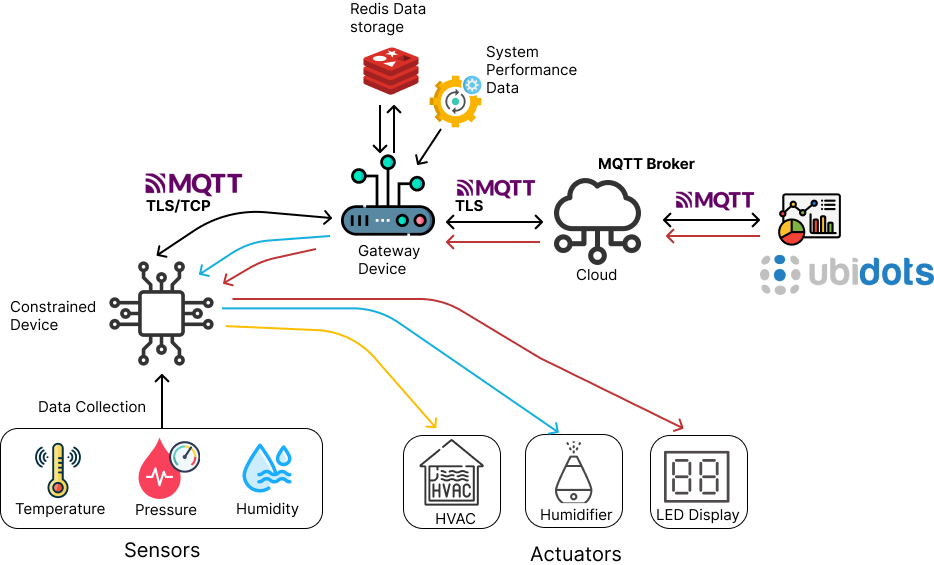 Redis Data
storage
System
Performance
Data
MQTT
TLS/TCP
MQTT
TLS
MQTT Broker
MQTT
Gateway
Device
Cloud
ubidots
Constrained
Device
Data Collection
Temperature
Pressure
Humidity
Sensors
HVAC
HVAC
Humidifier
88
LED Display
Actuators